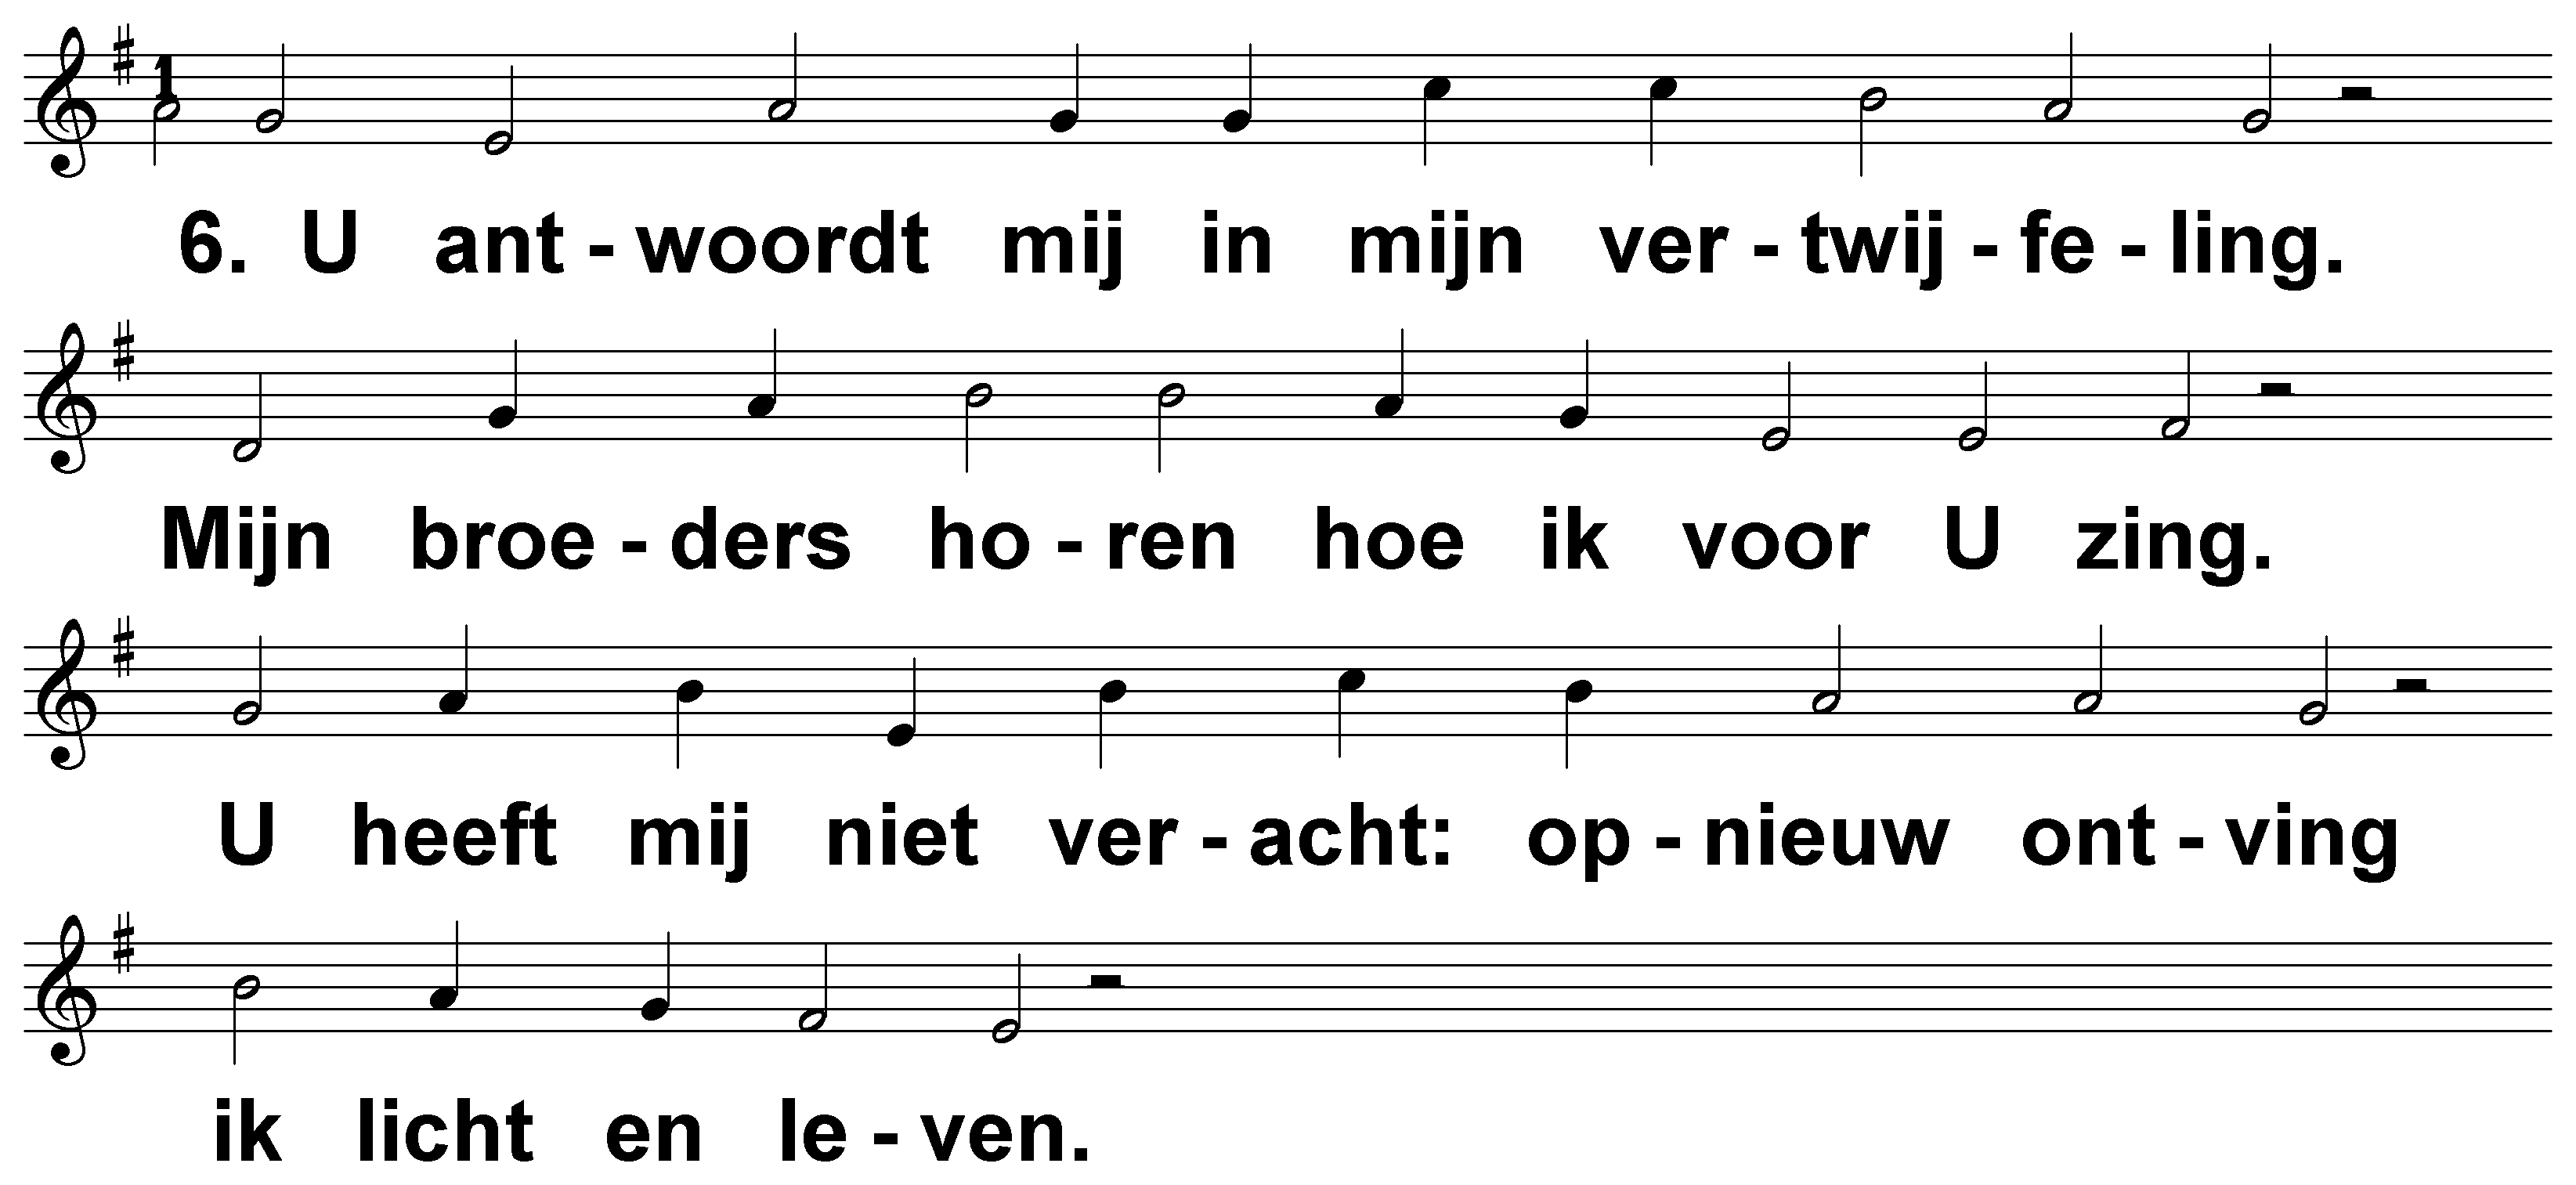 1
6. U ant - woordt mij in mijn ver - twij - fe - ling.
Mijn broe - ders ho - ren hoe ik voor U zing.
U heeft mij niet ver - acht: op - nieuw ont - ving
ik licht en le - ven.